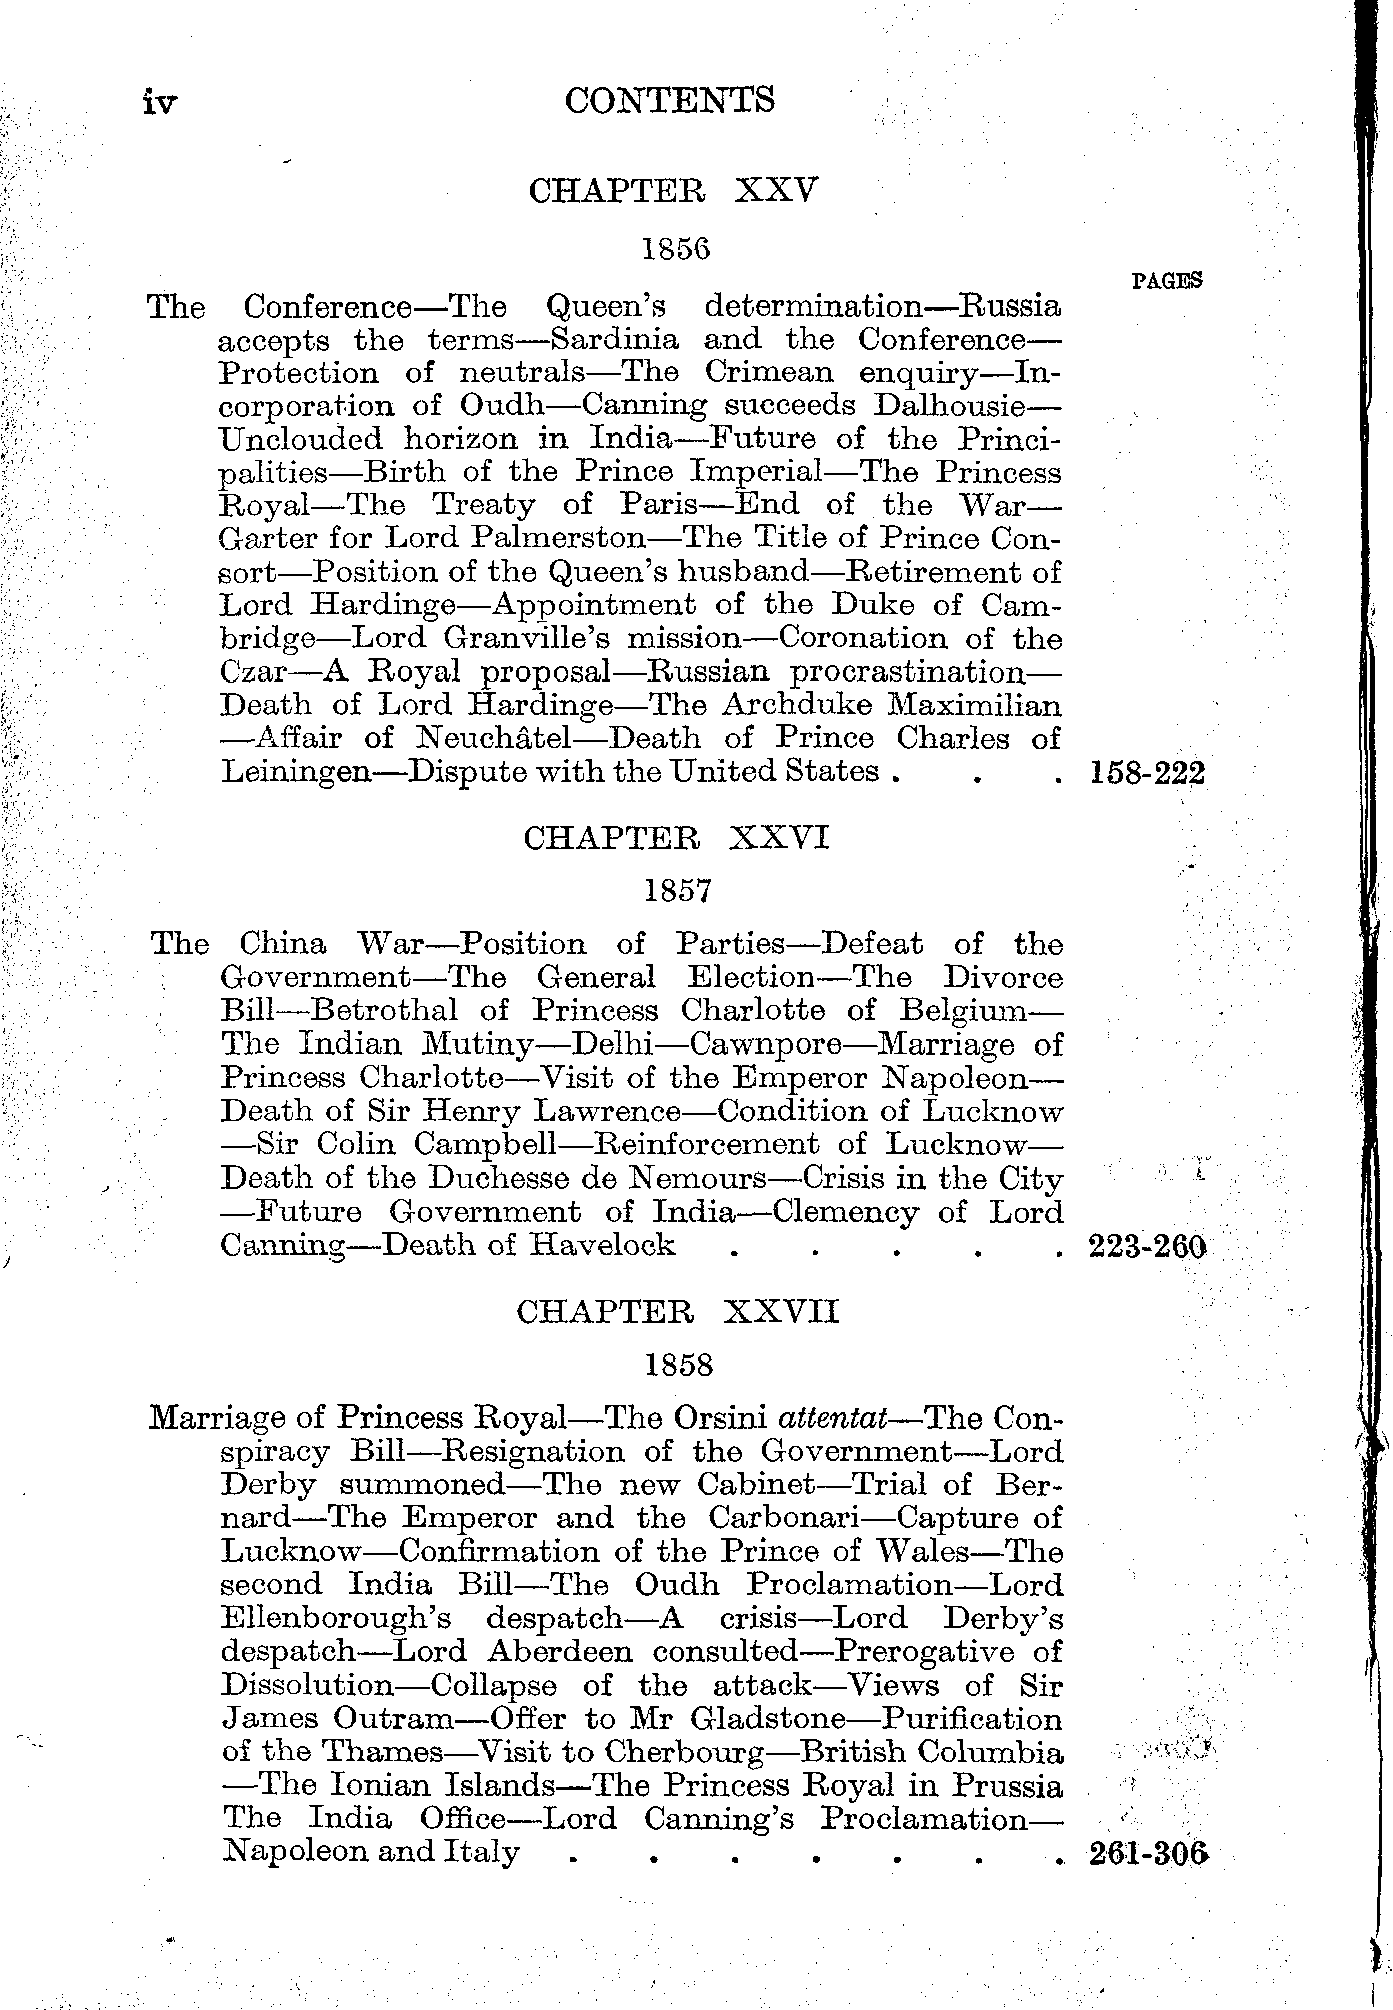 iv CONTENTS
CHAPTER XXV
1856
PAGES
The Conference—The Queen's determination—Russia
accepts the terms—Sardinia and the Conference—
Protection of neutrals—The Crimean enquiry—In-
corporation of Oudh—Canning succeeds Dalhousie—
Unclouded horizon in India—Future of the Princi-
palities—Birth of the Prince Imperial—The Princess
Royal—The Treaty of Paris—End of the War—
Garter for Lord Palmerston—The Title of Prince Con-
sort—Position of the Queen's husband—Retirement of
Lord Hardinge—Appointment of the Duke of Cam-
bridge—Lord Granville's mission—Coronation of the
Czar—A Royal proposal—Russian procrastination—
Death of Lord Hardinge—The Archduke Maximilian
—Affair of Neuchâtel—Death of Prince Charles of
Leiningen—Dispute with the United States . . . 158-222
CHAPTER XXVI
1857
The China War—Position of Parties—Defeat of the
Government—The General Election—The Divorce
Bill—Betrothal of Princess Charlotte of Belgium—
The Indian Mutiny—Delhi—Cawnpore—Marriage of
Princess Charlotte—Visit of the Emperor Napoleon—
Death of Sir Henry Lawrence—Condition of Lucknow
—Sir Colin Campbell—Reinforcement of Lucknow—
Death of the Duchesse de Nemours—Crisis in the City
—Future Government of India—Clemency of Lord
Canning—Death of Havelock . . . . . 223-260
CHAPTER XXVII
1858
Marriage of Princess Royal—The Orsini attentat—The Con-
spiracy Bill—Resignation of the Government—Lord
Derby summoned—The new Cabinet—Trial of Ber-
nard—The Emperor and the Carbonari—Capture of
Lucknow—Confirmation of the Prince of Wales—The
second India Bill—The Oudh Proclamation—Lord
Ellenborough's despatch—A crisis—Lord Derby's
despatch—Lord Aberdeen consulted—Prerogative of
Dissolution—Collapse of the attack—Views of Sir
James Outram—Offer to Mr Gladstone—Purification
of the Thames—Visit to Cherbourg—British Columbia
—The Ionian Islands—The Princess Royal in Prussia
The India Office—Lord Canning's Proclamation—
Napoleon and Italy . . . . . . . 261-306